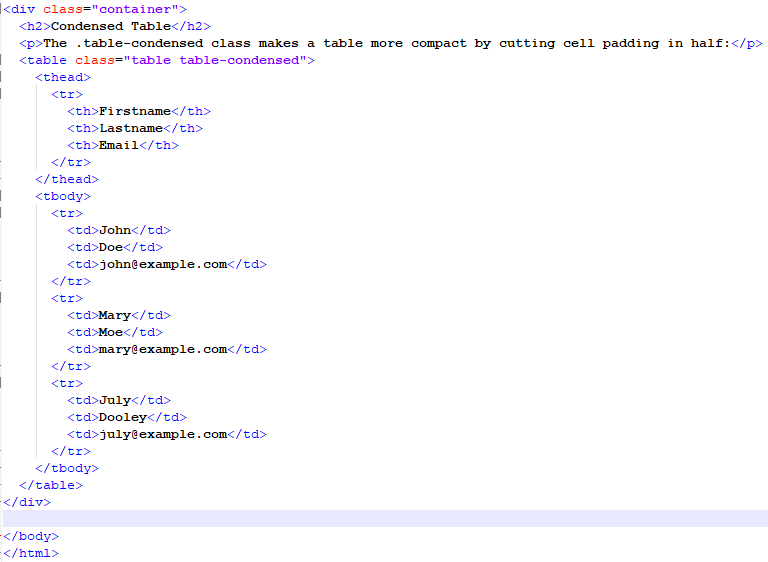 <div class="container">
<h2>Condensed Table</h2>
<p>The .table-condensed class makes a table more compact by cutting cell padding in half:</p>
<table class="table table-condensed">
<thead>
<tr>
<th>Firstname</th>
<th>Lastname</th>
<th>Email</th>
</tr>
</thead>
<tbody>
<tr>
<td>John</td>
<td>Doe</td>
<td>john@example.com</td>
</tr>
<tr>
<td>Mary</td>
<td>Moe</td>
<td>mary@example.com</td>
</tr>
<tr>
<td>July</td>
<td>Dooley</td>
<td>july@example.com</td>
</tr>
</tbody>
</table>
</div>
</body>
</html>